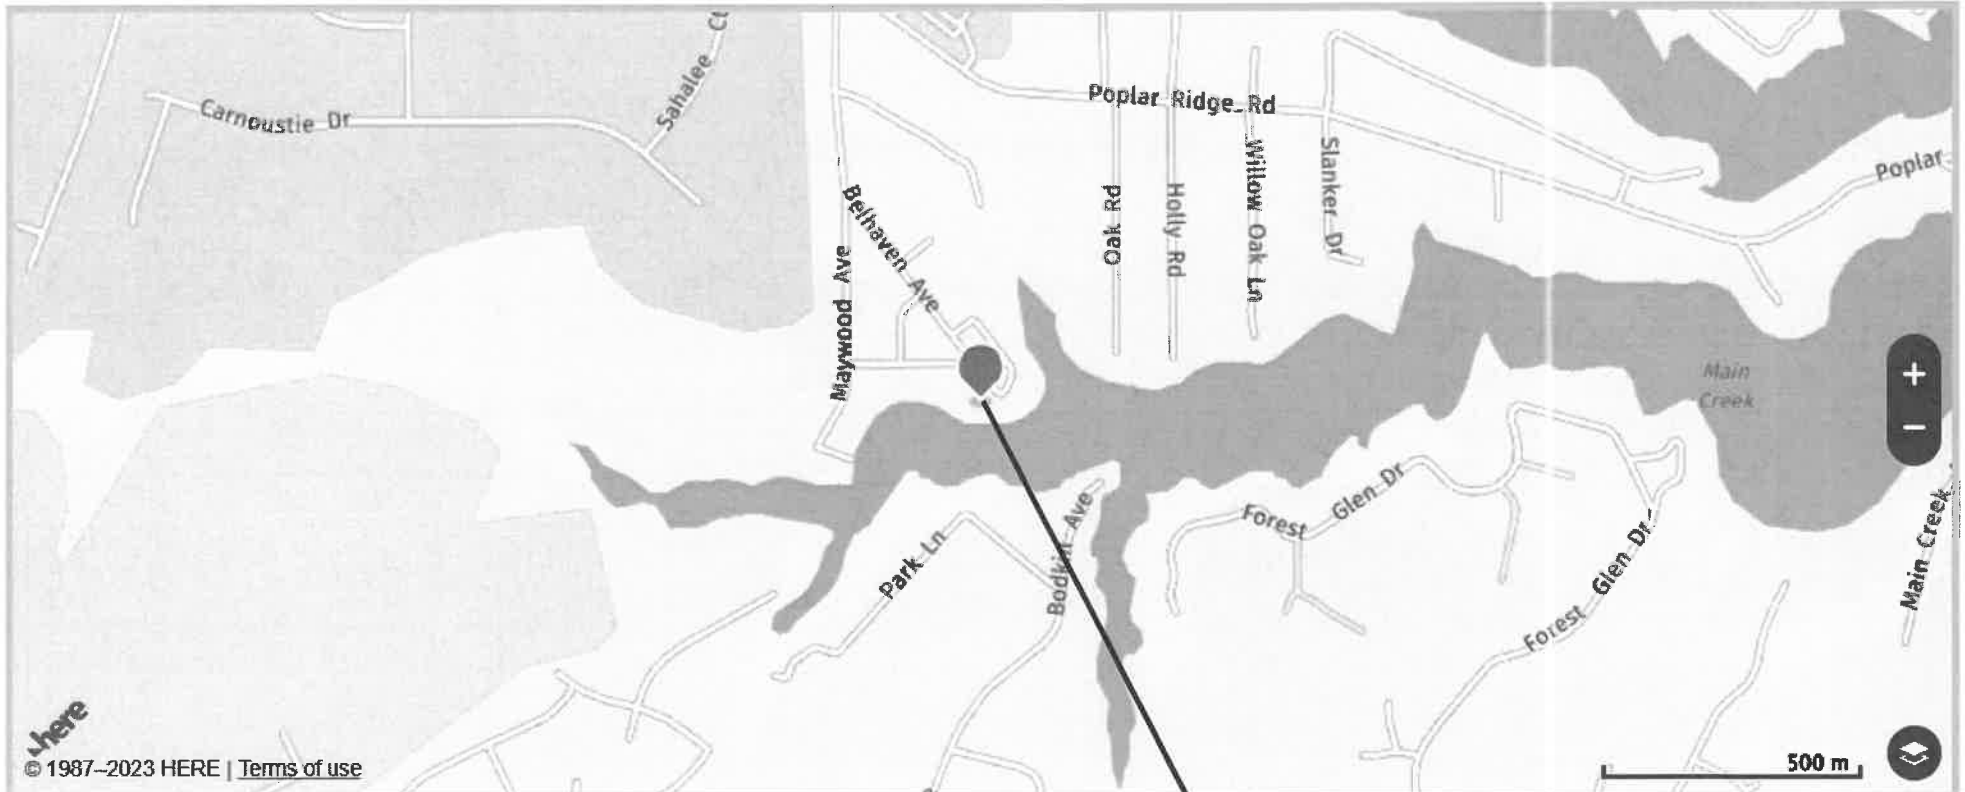 Carnoustie Dr
Sahalee Ct
Poplar Ridge Rd
Poplar
Belhaven Ave
Maywood Ave
Oak Rd
Holly Rd
Willow Oak Ln
Slanker Dr
Main
Creek
+
−
Park Ln
Bodkin Ave
Forest Glen Dr
Forest Glen Dr
Main Creek
here
© 1987–2023 HERE | Terms of use
500 m